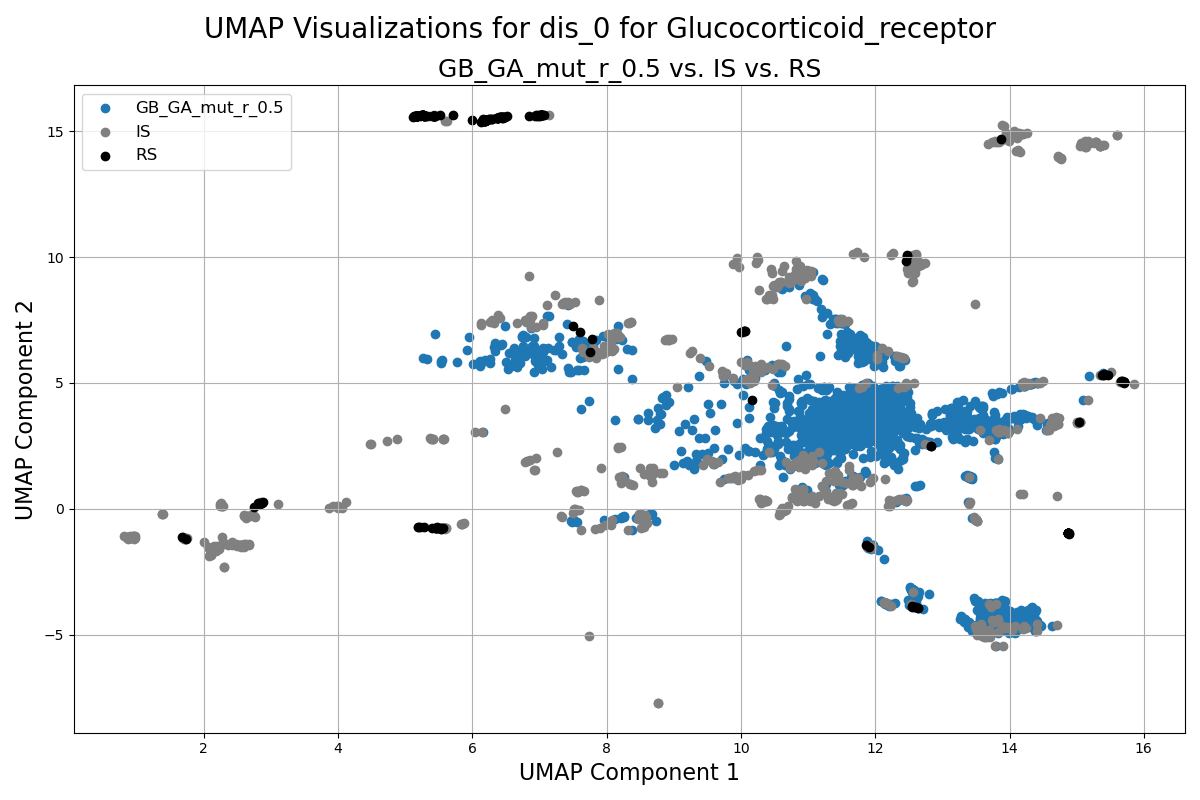 UMAP Visualizations for dis_0 for Glucocorticoid_receptor
GB_GA_mut_r_0.5 vs. IS vs. RS
GB_GA_mut_r_0.5
IS
RS
UMAP Component 2
15
10
5
0
−5
2 4 6 8 10 12 14 16
UMAP Component 1